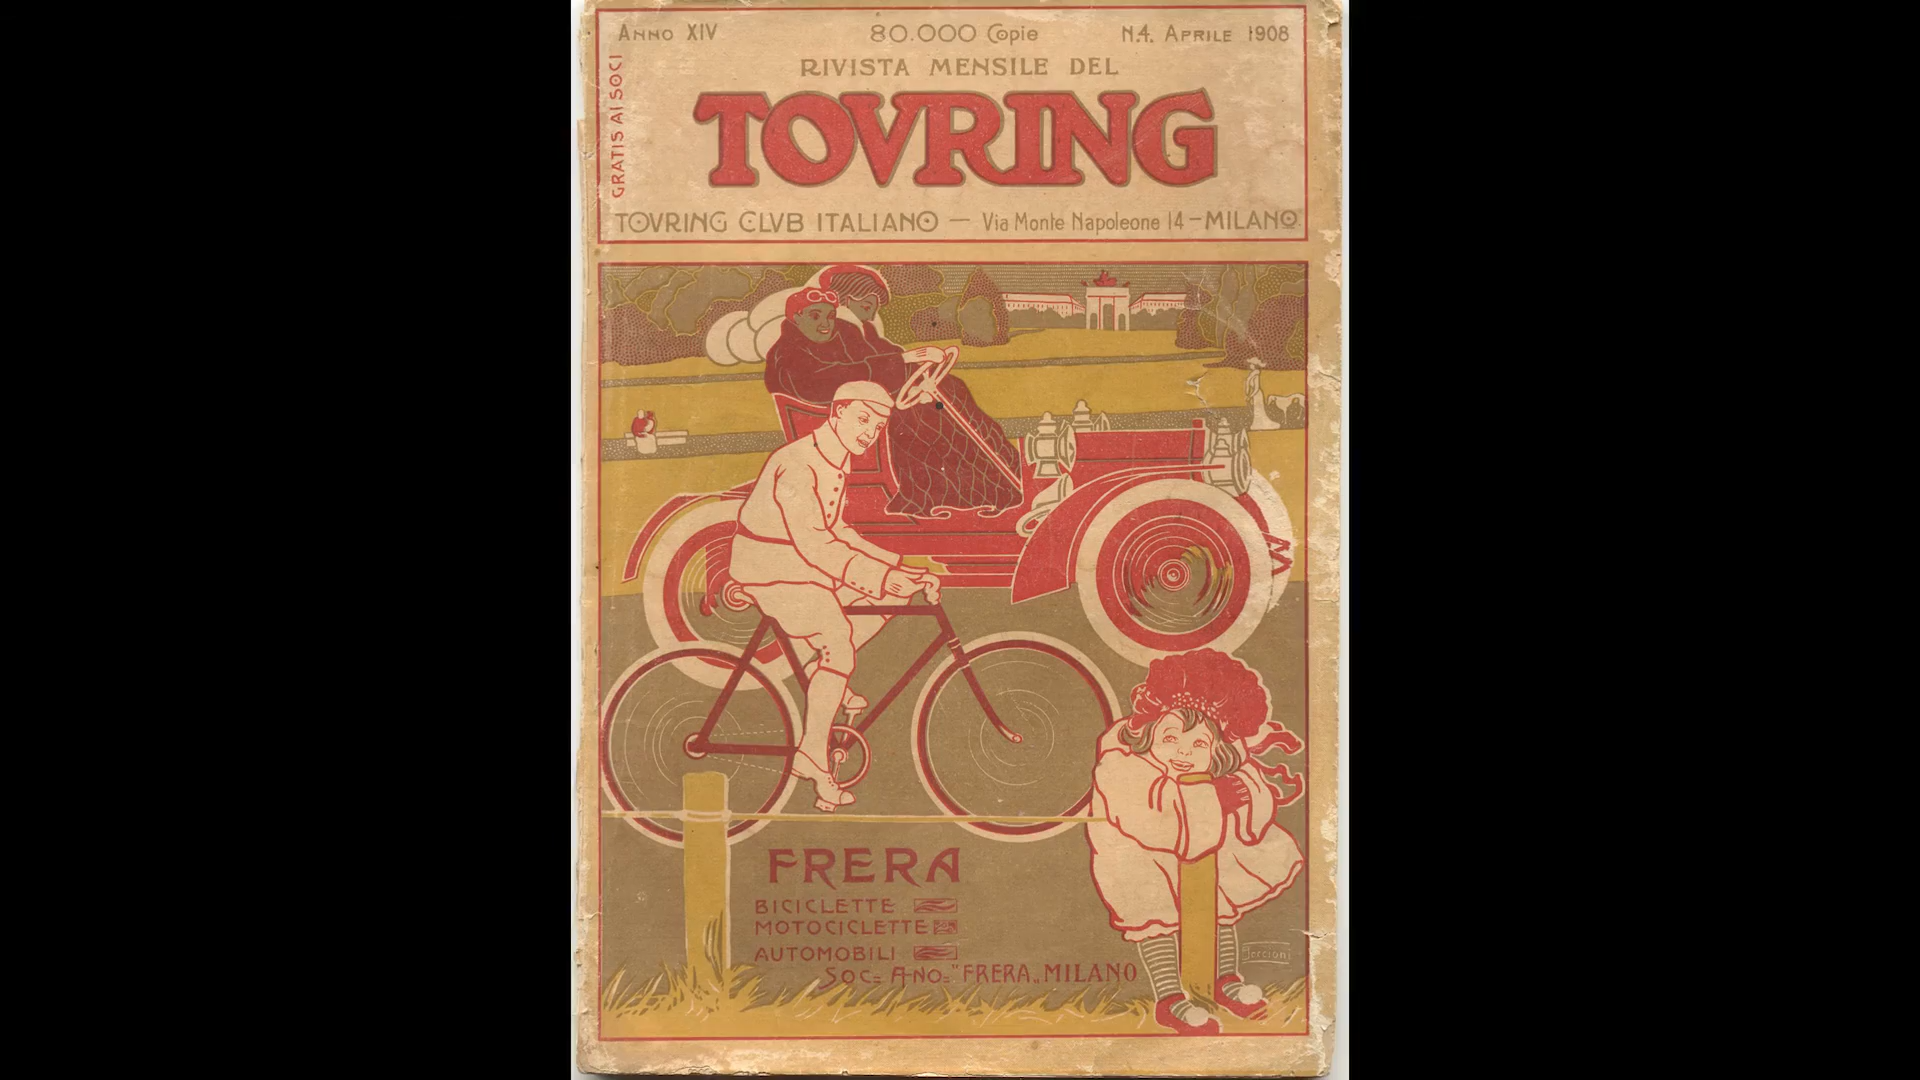 Anno XIV 80.000 Copie N.4. Aprile 1908
GRATIS AI SOCI
RIVISTA MENSILE DEL
TOVRING
TOVRING CLVB ITALIANO — Via Monte Napoleone 14 – MILANO
FRERA
BICICLETTE
MOTOCICLETTE
AUTOMOBILI
SOC= ANO= "FRERA„ MILANO